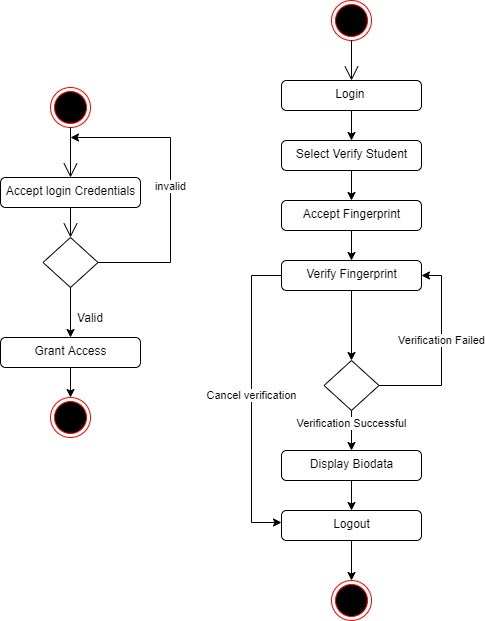 Accept login Credentials
invalid
Valid
Grant Access
Login
Select Verify Student
Accept Fingerprint
Verify Fingerprint
Verification Failed
Cancel verification
Verification Successful
Display Biodata
Logout